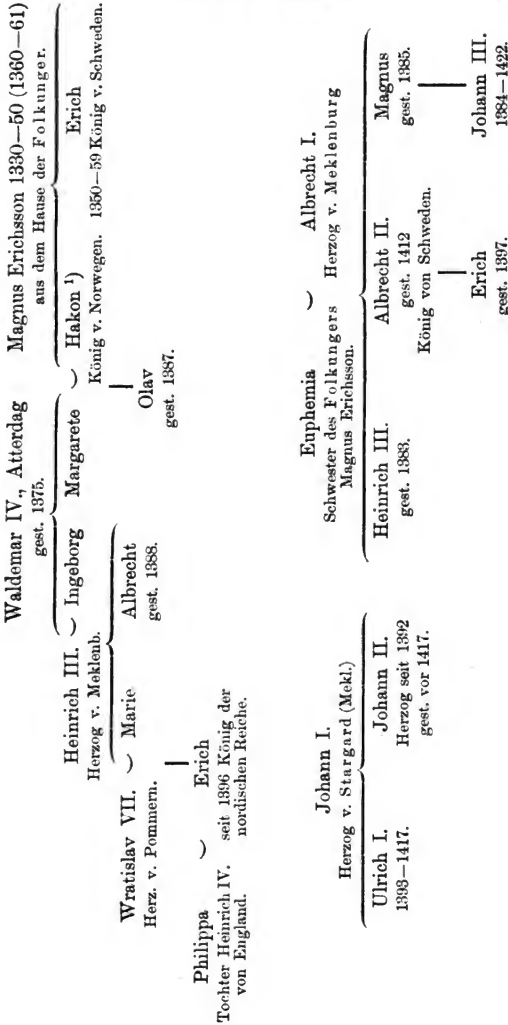 Waldemar IV., Atterdag Magnus Erichsson 1330—50 (1360—61)
gest. 1375. aus dem Hause der Folkunger.
Heinrich III. ⏝ Ingeborg Margarete ⏝ Hakon ¹) Erich
Herzog v. Meklenb. König v. Norwegen. 1350—59 König v. Schweden.
Wratislav VII. ⏝ Marie Albrecht Olav
Herz. v. Pommern. gest. 1388. gest. 1387.
Philippa ⏝ Erich
Tochter Heinrich IV. seit 1396 König der
von England. nordischen Reiche.
Johann I. Euphemia ⏝ Albrecht I.
Herzog v. Stargard (Mekl.) Schwester des Folkungers Herzog v. Meklenburg
Magnus Erichsson.
Ulrich I. Johann II. Heinrich III. Albrecht II. Magnus
1393—1417. Herzog seit 1392 gest. 1383. gest. 1412 gest. 1385.
gest. vor 1417. König von Schweden.
Erich Johann III.
gest. 1397. 1384—1422.